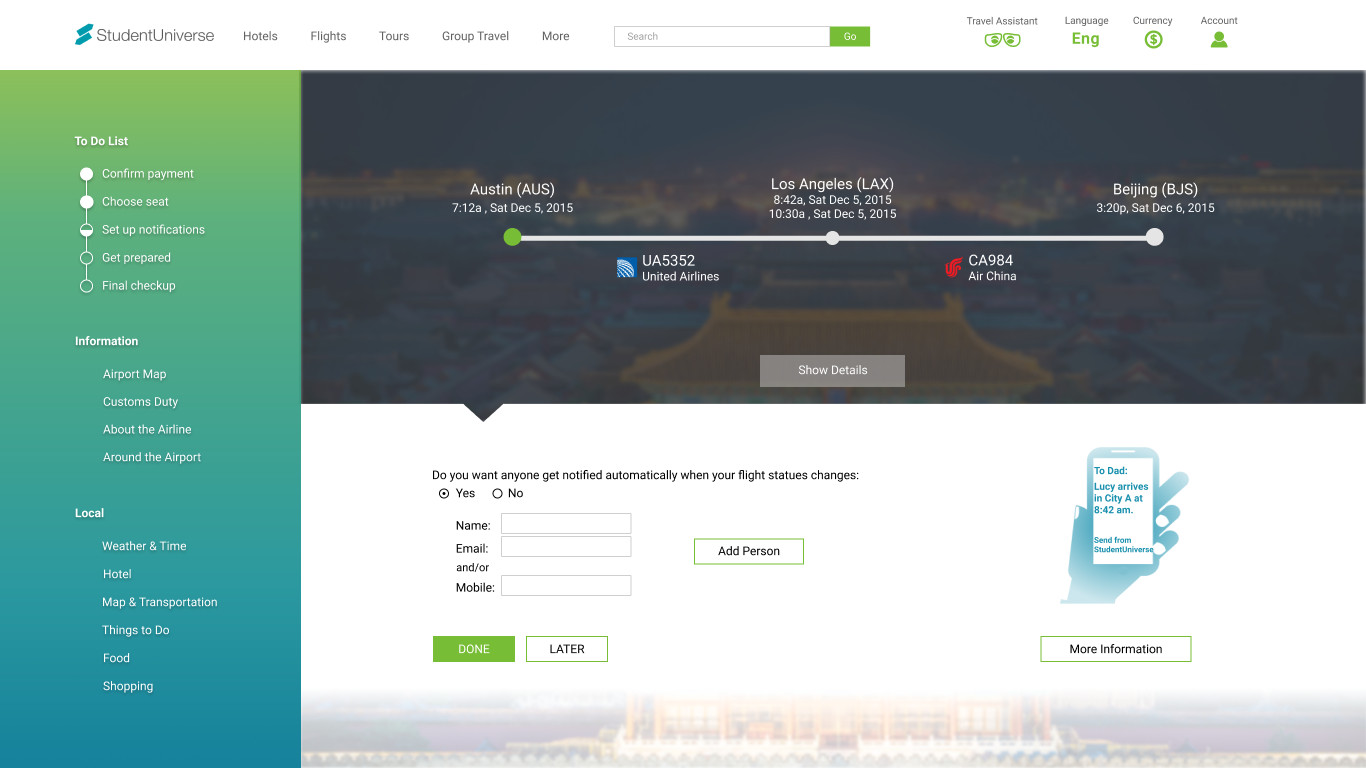 StudentUniverse
Hotels
Flights
Tours
Group Travel
More
Search
Go
Travel Assistant
Language
Eng
Currency
$
Account
To Do List
Confirm payment
Choose seat
Set up notifications
Get prepared
Final checkup
Information
Airport Map
Customs Duty
About the Airline
Around the Airport
Local
Weather & Time
Hotel
Map & Transportation
Things to Do
Food
Shopping
Austin (AUS)
7:12a , Sat Dec 5, 2015
Los Angeles (LAX)
8:42a, Sat Dec 5, 2015
10:30a , Sat Dec 5, 2015
Beijing (BJS)
3:20p, Sat Dec 6, 2015
UA5352
United Airlines
CA984
Air China
Show Details
Do you want anyone get notified automatically when your flight statues changes:
Yes
No
Name:
Email:
and/or
Mobile:
Add Person
DONE
LATER
To Dad:
Lucy arrives
in City A at
8:42 am.
Send from
StudentUniverse
More Information